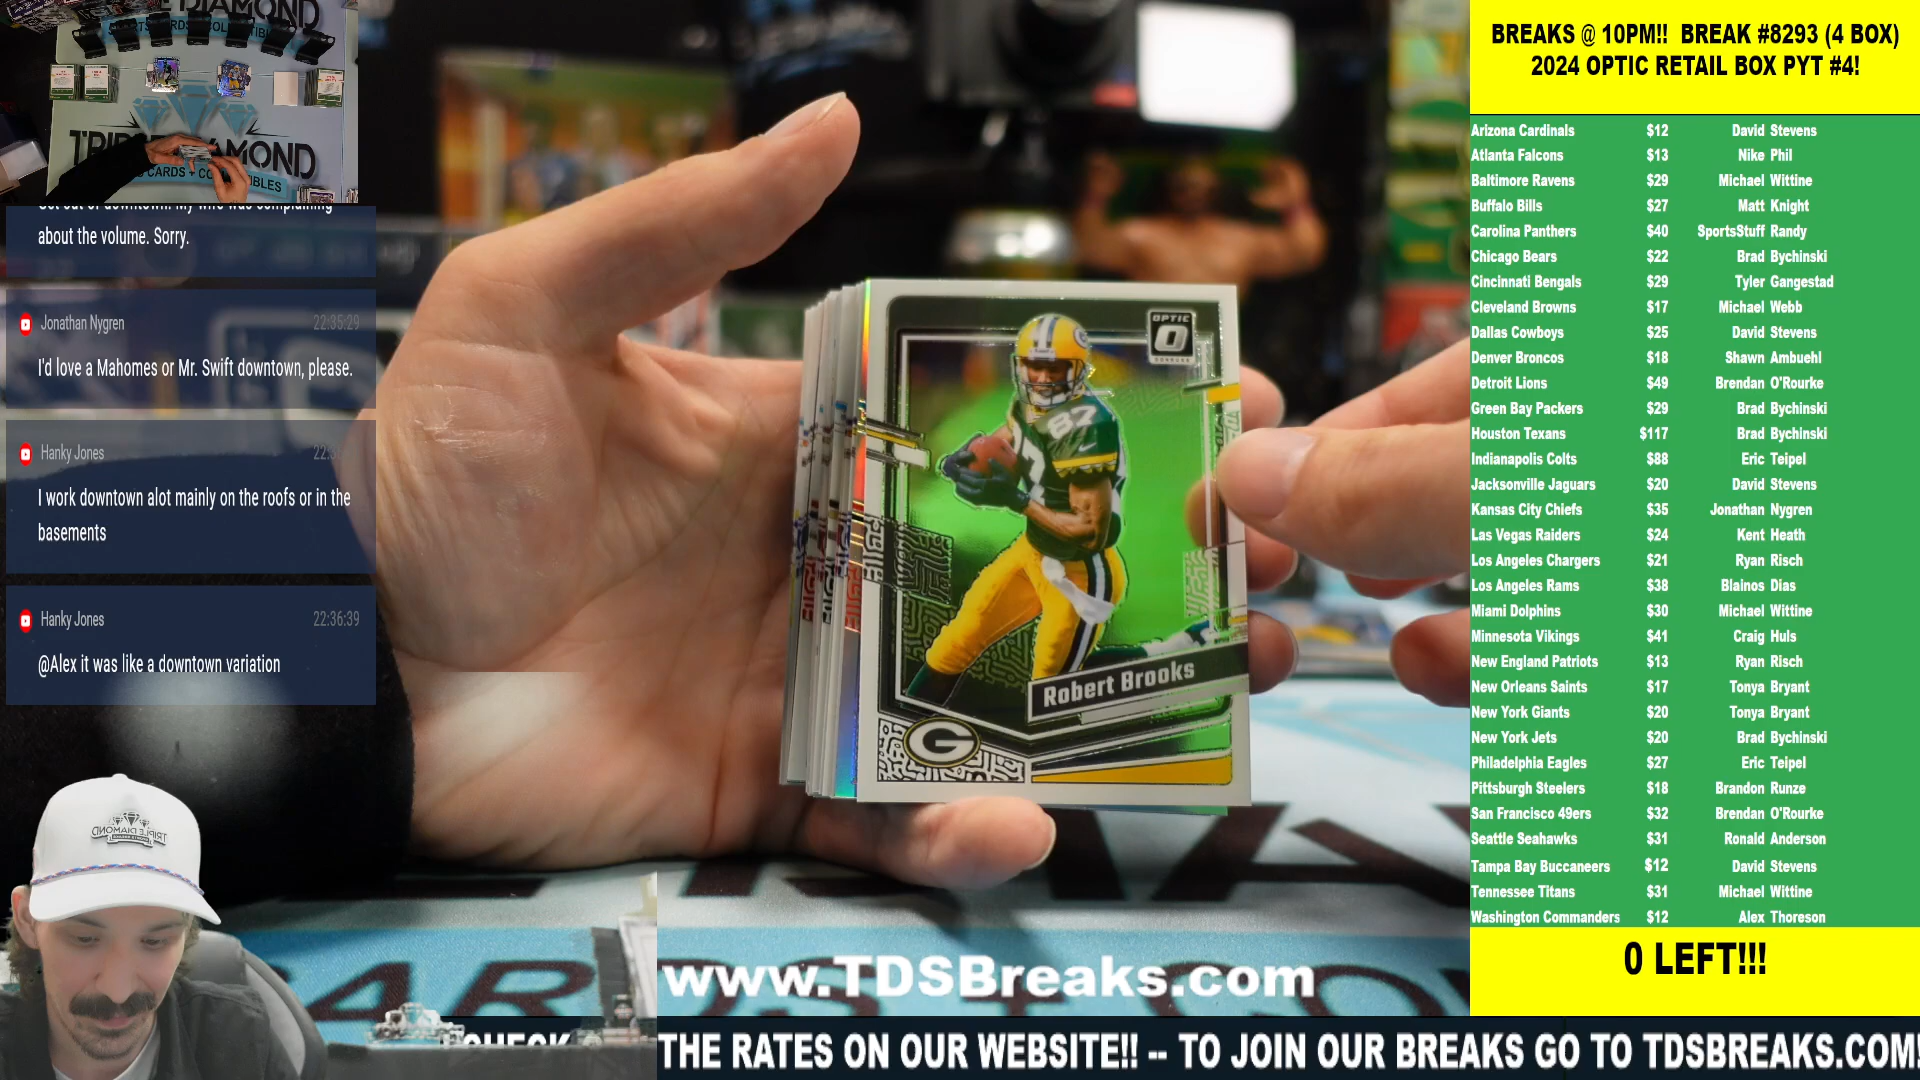 BREAKS @ 10PM!! BREAK #8293 (4 BOX)
2024 OPTIC RETAIL BOX PYT #4!
Arizona Cardinals $12 David Stevens
Atlanta Falcons $13 Nike Phil
Baltimore Ravens $29 Michael Wittine
Buffalo Bills $27 Matt Knight
Carolina Panthers $40 SportsStuff Randy
Chicago Bears $22 Brad Bychinski
Cincinnati Bengals $29 Tyler Gangestad
Cleveland Browns $17 Michael Webb
Dallas Cowboys $25 David Stevens
Denver Broncos $18 Shawn Ambuehl
Detroit Lions $49 Brendan O'Rourke
Green Bay Packers $29 Brad Bychinski
Houston Texans $117 Brad Bychinski
Indianapolis Colts $88 Eric Teipel
Jacksonville Jaguars $20 David Stevens
Kansas City Chiefs $35 Jonathan Nygren
Las Vegas Raiders $24 Kent Heath
Los Angeles Chargers $21 Ryan Risch
Los Angeles Rams $38 Blainos Dias
Miami Dolphins $30 Michael Wittine
Minnesota Vikings $41 Craig Huls
New England Patriots $13 Ryan Risch
New Orleans Saints $17 Tonya Bryant
New York Giants $20 Tonya Bryant
New York Jets $20 Brad Bychinski
Philadelphia Eagles $27 Eric Teipel
Pittsburgh Steelers $18 Brandon Runze
San Francisco 49ers $32 Brendan O'Rourke
Seattle Seahawks $31 Ronald Anderson
Tampa Bay Buccaneers $12 David Stevens
Tennessee Titans $31 Michael Wittine
Washington Commanders $12 Alex Thoreson
0 LEFT!!!
about the volume. Sorry.
Jonathan Nygren 22:35:29
I'd love a Mahomes or Mr. Swift downtown, please.
Hanky Jones
I work downtown alot mainly on the roofs or in the
basements
Hanky Jones 22:36:39
@Alex it was like a downtown variation
OPTIC
O
DONRUSS
87
Robert Brooks
G
TRIPLE DIAMOND
www.TDSBreaks.com
CHECK THE RATES ON OUR WEBSITE!! -- TO JOIN OUR BREAKS GO TO TDSBREAKS.COM!